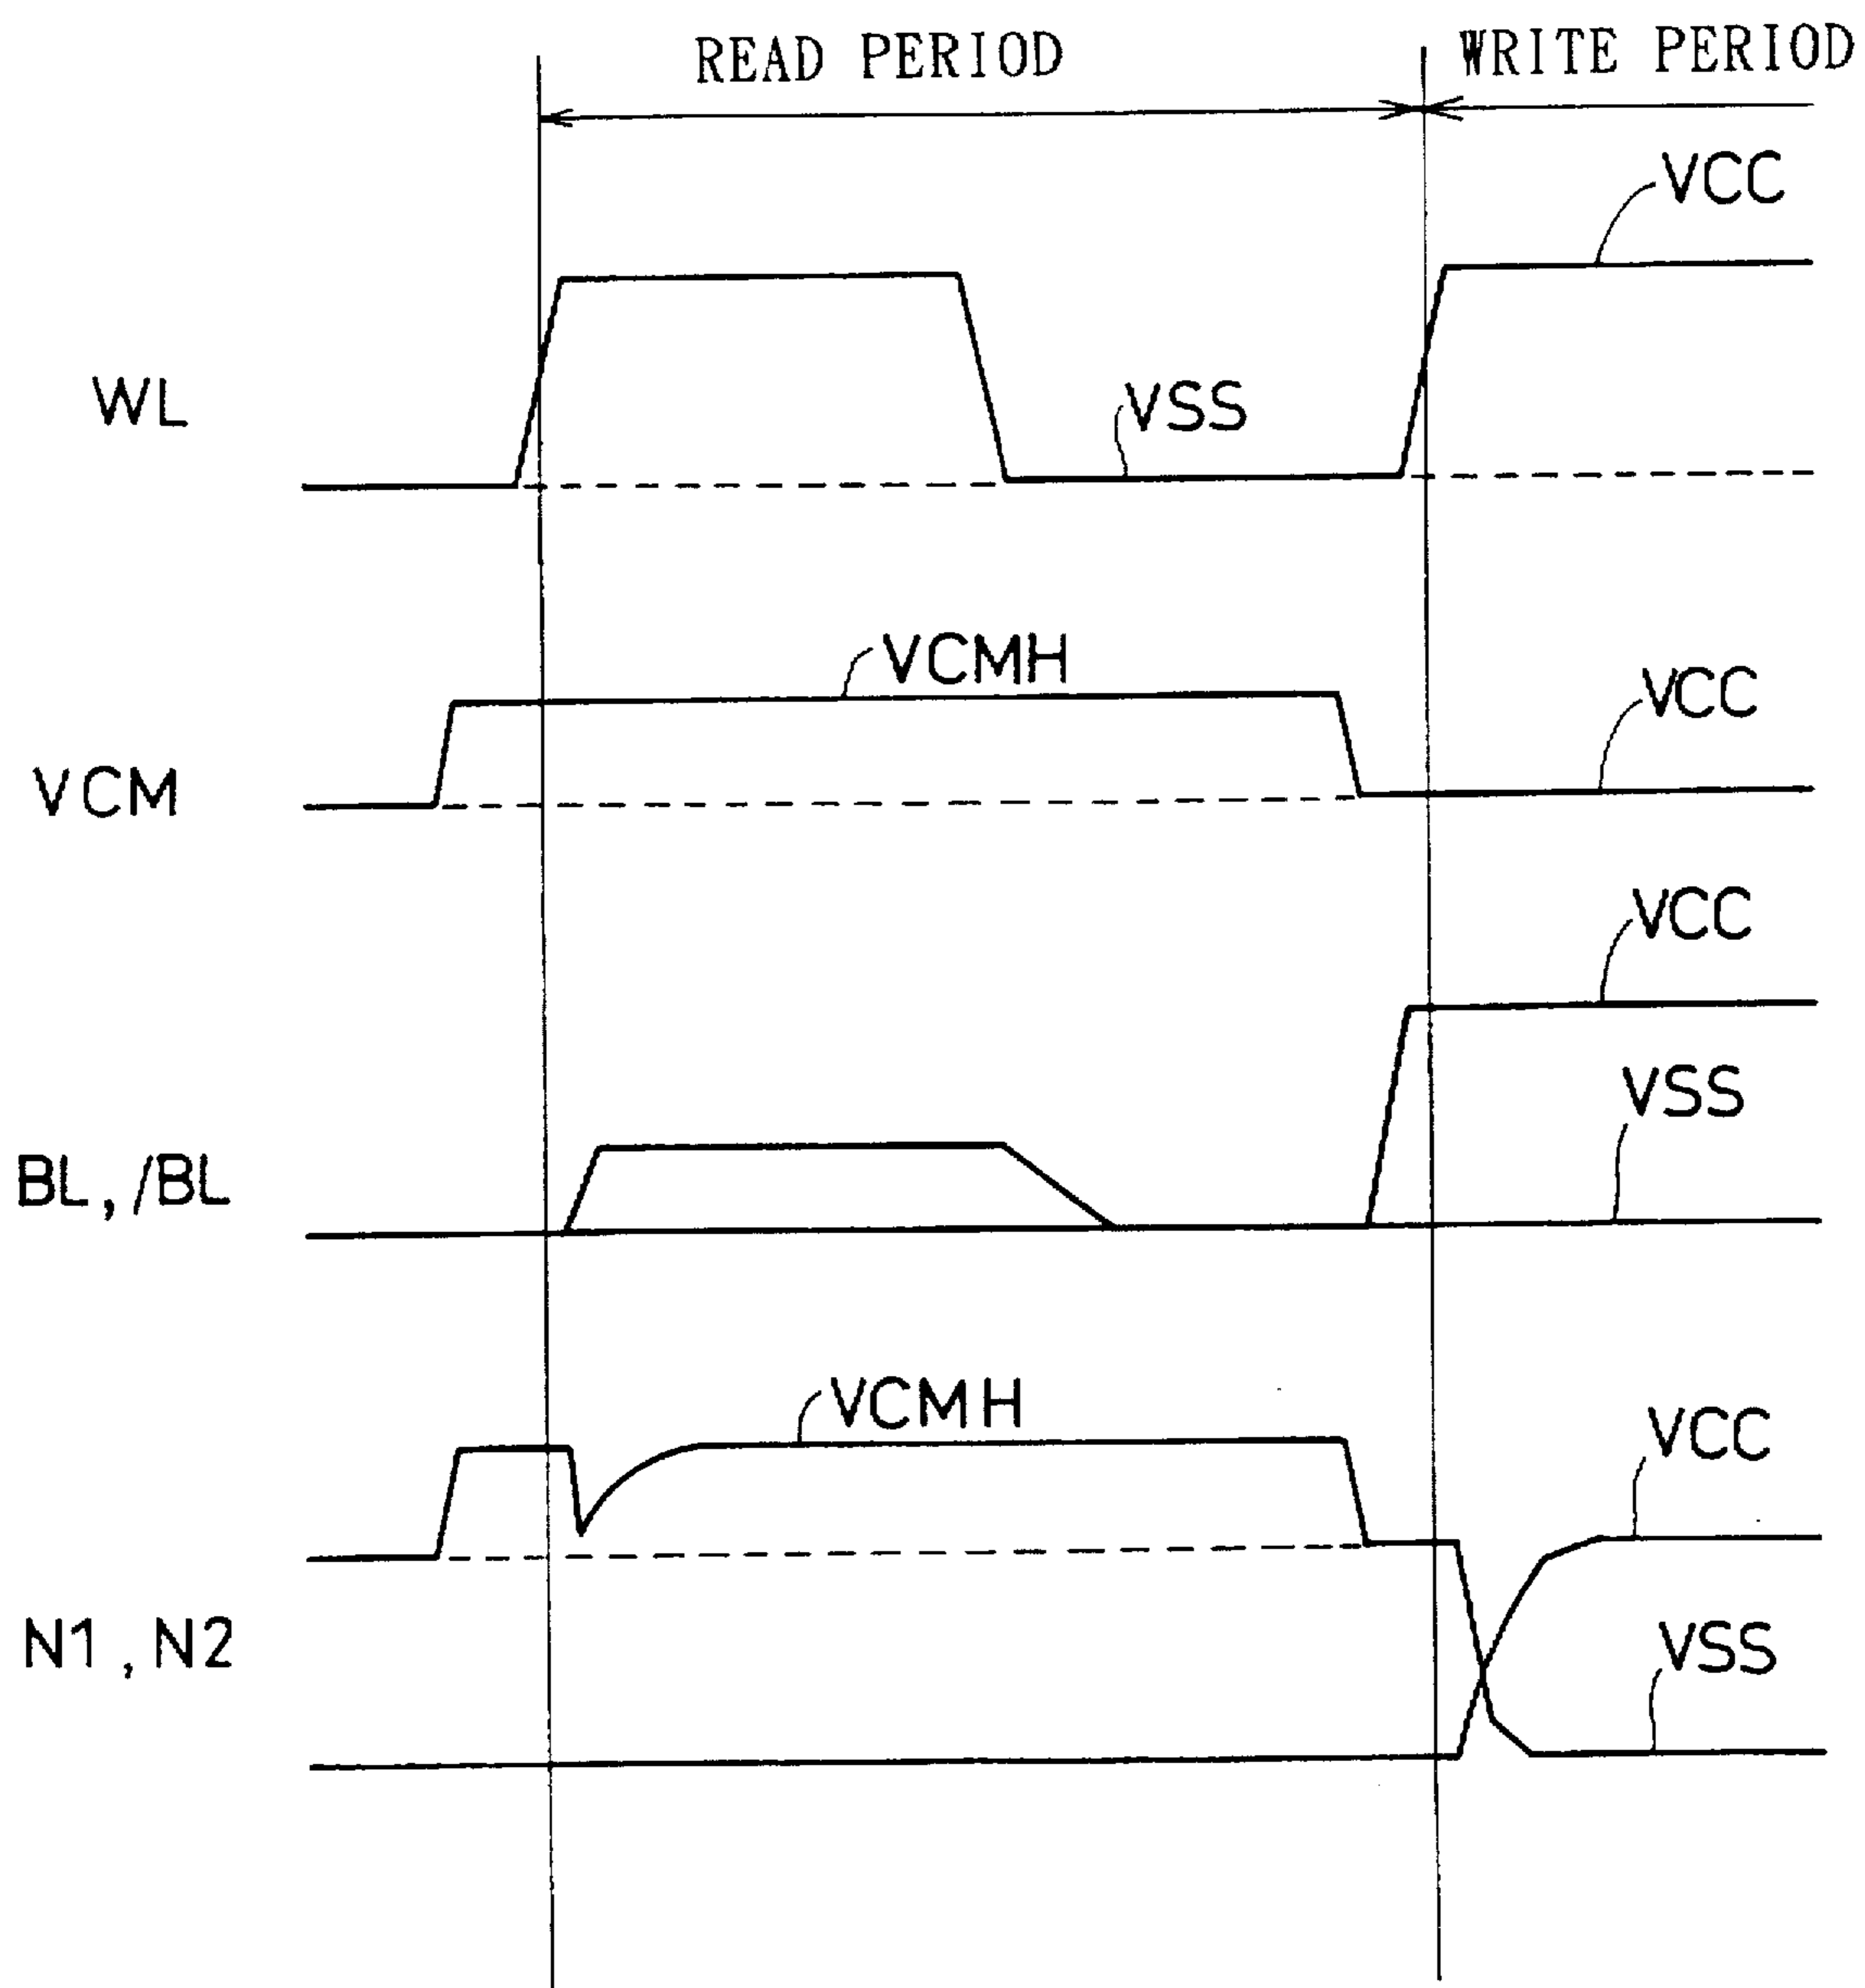 READ PERIOD WRITE PERIOD
VCC
WL
VSS
VCMH
VCC
VCM
VCC
VSS
BL, /BL
VCMH
VCC
N1, N2
VSS